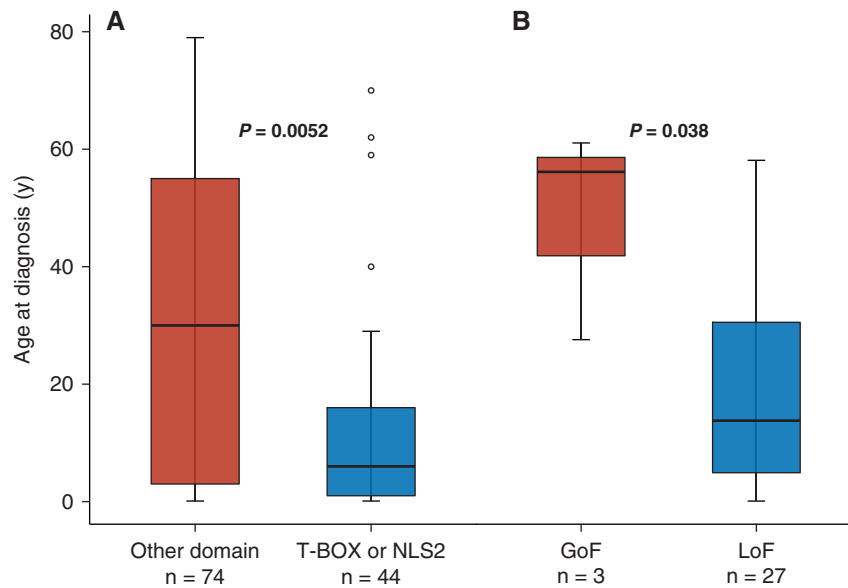 A
B
80
60
40
20
0
Age at diagnosis (y)
P = 0.0052
P = 0.038
Other domain
n = 74
T-BOX or NLS2
n = 44
GoF
n = 3
LoF
n = 27